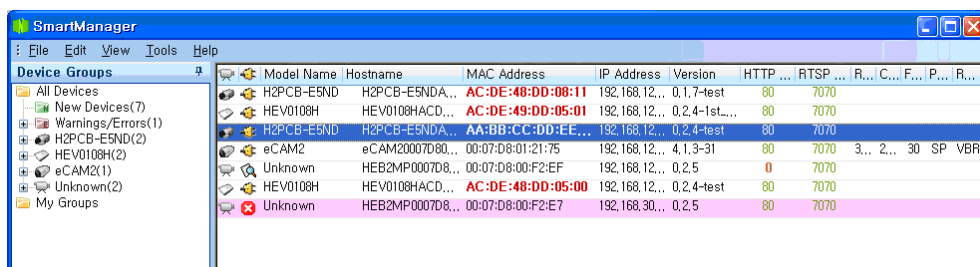 SmartManager
File Edit View Tools Help
Device Groups
All Devices
New Devices(7)
Warnings/Errors(1)
H2PCB-E5ND(2)
HEV0108H(2)
eCAM2(1)
Unknown(2)
My Groups
Model Name Hostname MAC Address IP Address Version HTTP ... RTSP ... R... C... F... P... R...
H2PCB-E5ND H2PCB-E5NDA... AC:DE:48:DD:08:11 192,168,12,... 0,1,7-test 80 7070
HEV0108H HEV0108HACD... AC:DE:49:DD:05:01 192,168,12,... 0,2,4-1st_... 80 7070
H2PCB-E5ND H2PCB-E5NDA... AA:BB:CC:DD:EE... 192,168,12,... 0,2,4-test 80 7070
eCAM2 eCAM20007D80... 00:07:D8:01:21:75 192,168,12,... 4,1,3-31 80 7070 3,... 2,... 30 SP VBR
Unknown HEB2MP0007D8... 00:07:D8:00:F2:EF 192,168,12,... 0,2,5 0 7070
HEV0108H HEV0108HACD... AC:DE:48:DD:05:00 192,168,12,... 0,2,4-test 80 7070
Unknown HEB2MP0007D8... 00:07:D8:00:F2:E7 192,168,30,... 0,2,5 80 7070